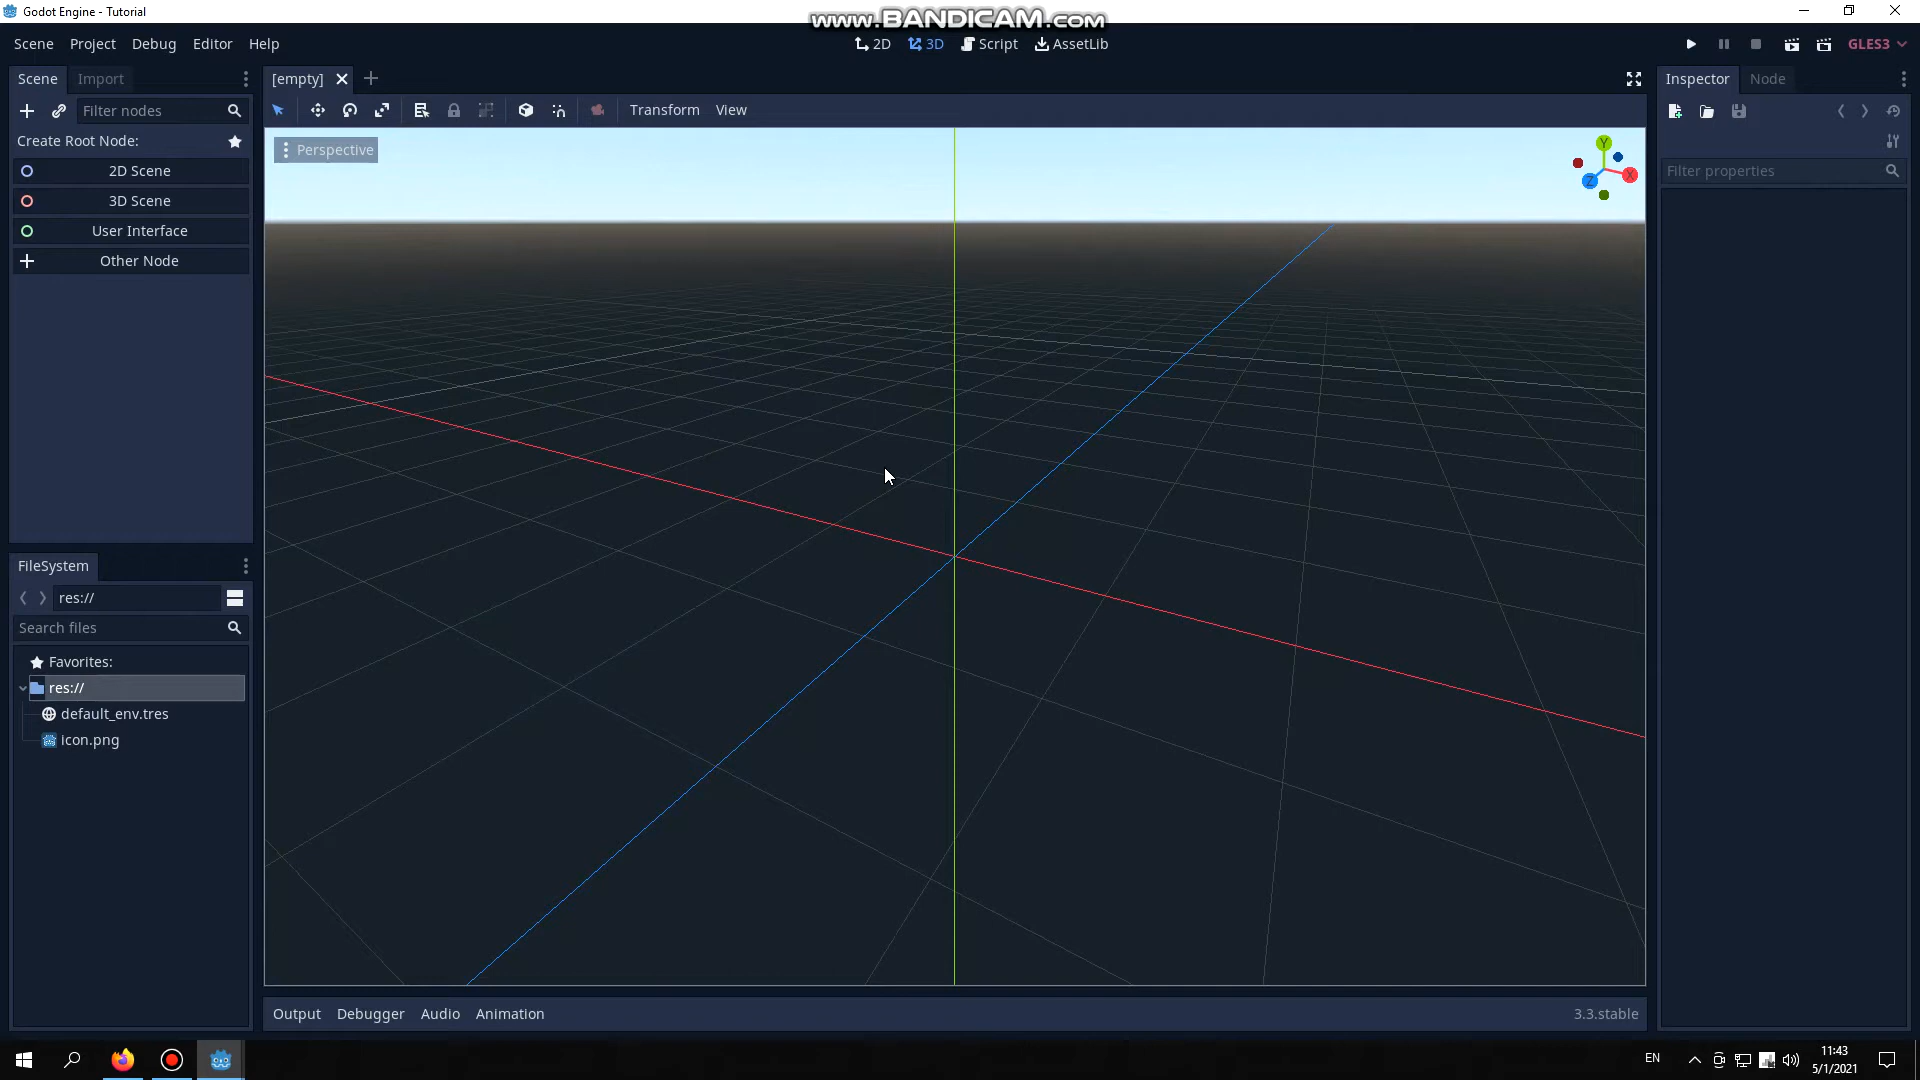 Godot Engine - Tutorial
www.BANDICAM.com
Scene Project Debug Editor Help
2D 3D Script AssetLib
GLES3
Scene Import
[empty]
Inspector Node
Filter nodes
Transform View
Create Root Node:
Perspective
2D Scene
3D Scene
User Interface
Other Node
Y
X
Z
Filter properties
FileSystem
res://
Search files
Favorites:
res://
default_env.tres
icon.png
Output Debugger Audio Animation
3.3.stable
EN
11:43
5/1/2021